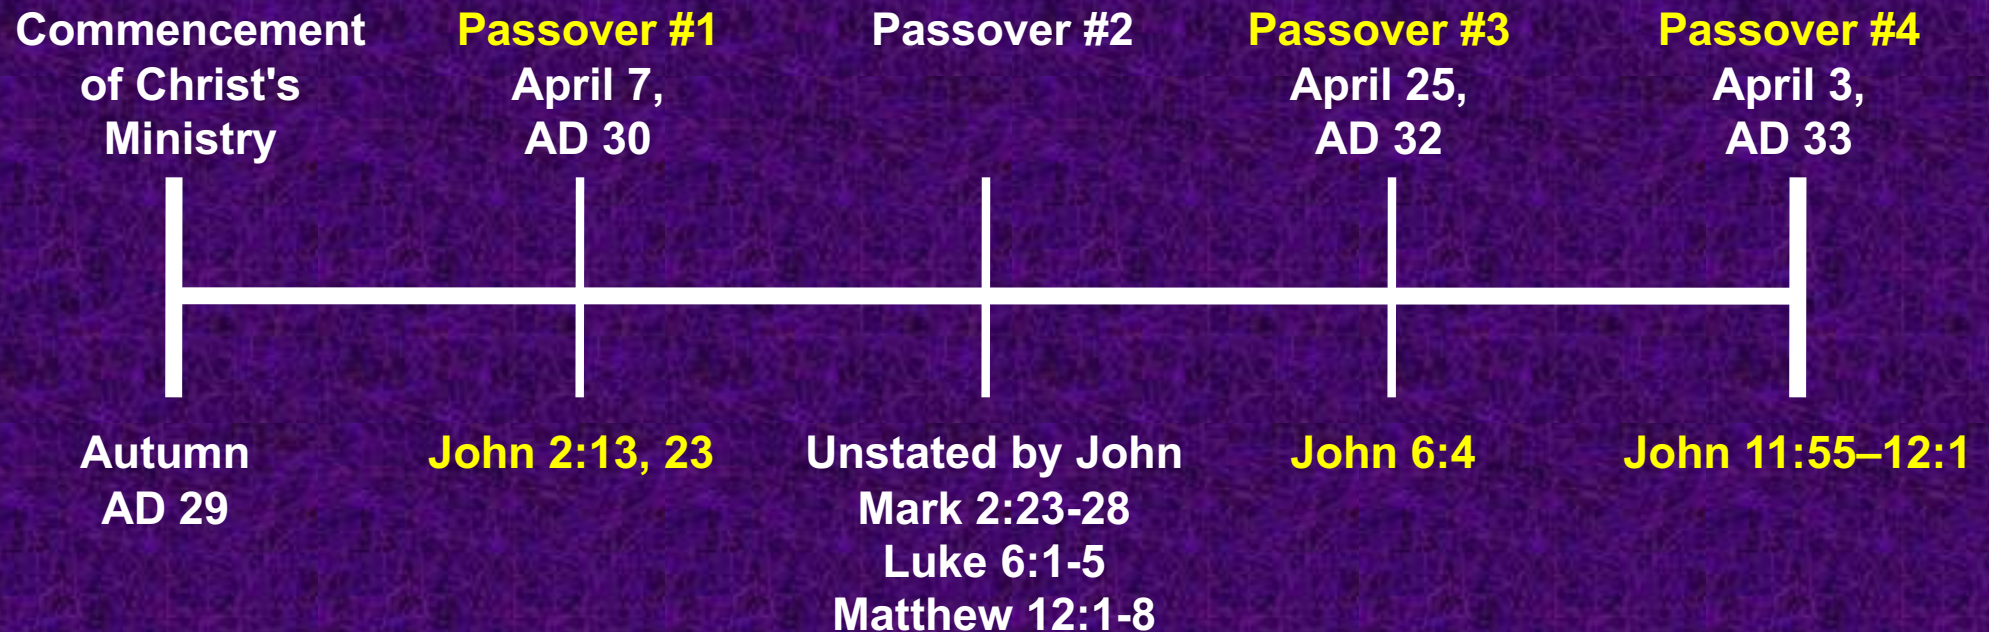 Commencement
of Christ's
Ministry
Passover #1
April 7,
AD 30
Passover #2
Passover #3
April 25,
AD 32
Passover #4
April 3,
AD 33
Autumn
AD 29
John 2:13, 23
Unstated by John
Mark 2:23-28
Luke 6:1-5
Matthew 12:1-8
John 6:4
John 11:55–12:1